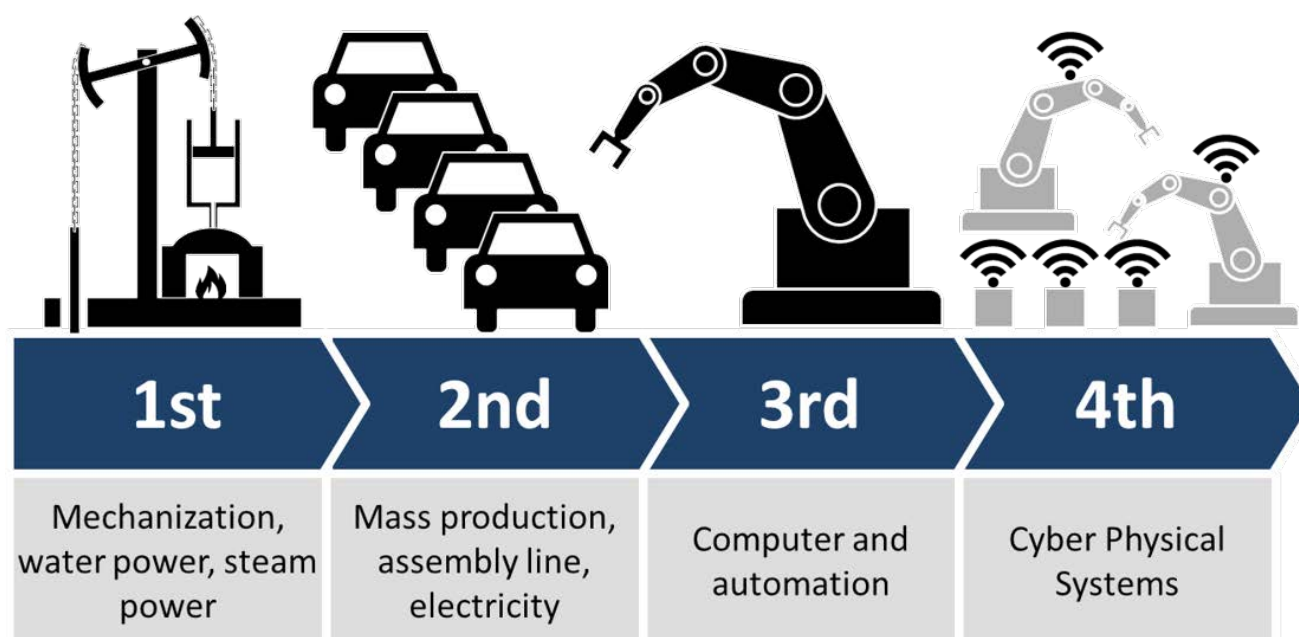 1st
2nd
3rd
4th
Mechanization,
water power, steam
power
Mass production,
assembly line,
electricity
Computer and
automation
Cyber Physical
Systems